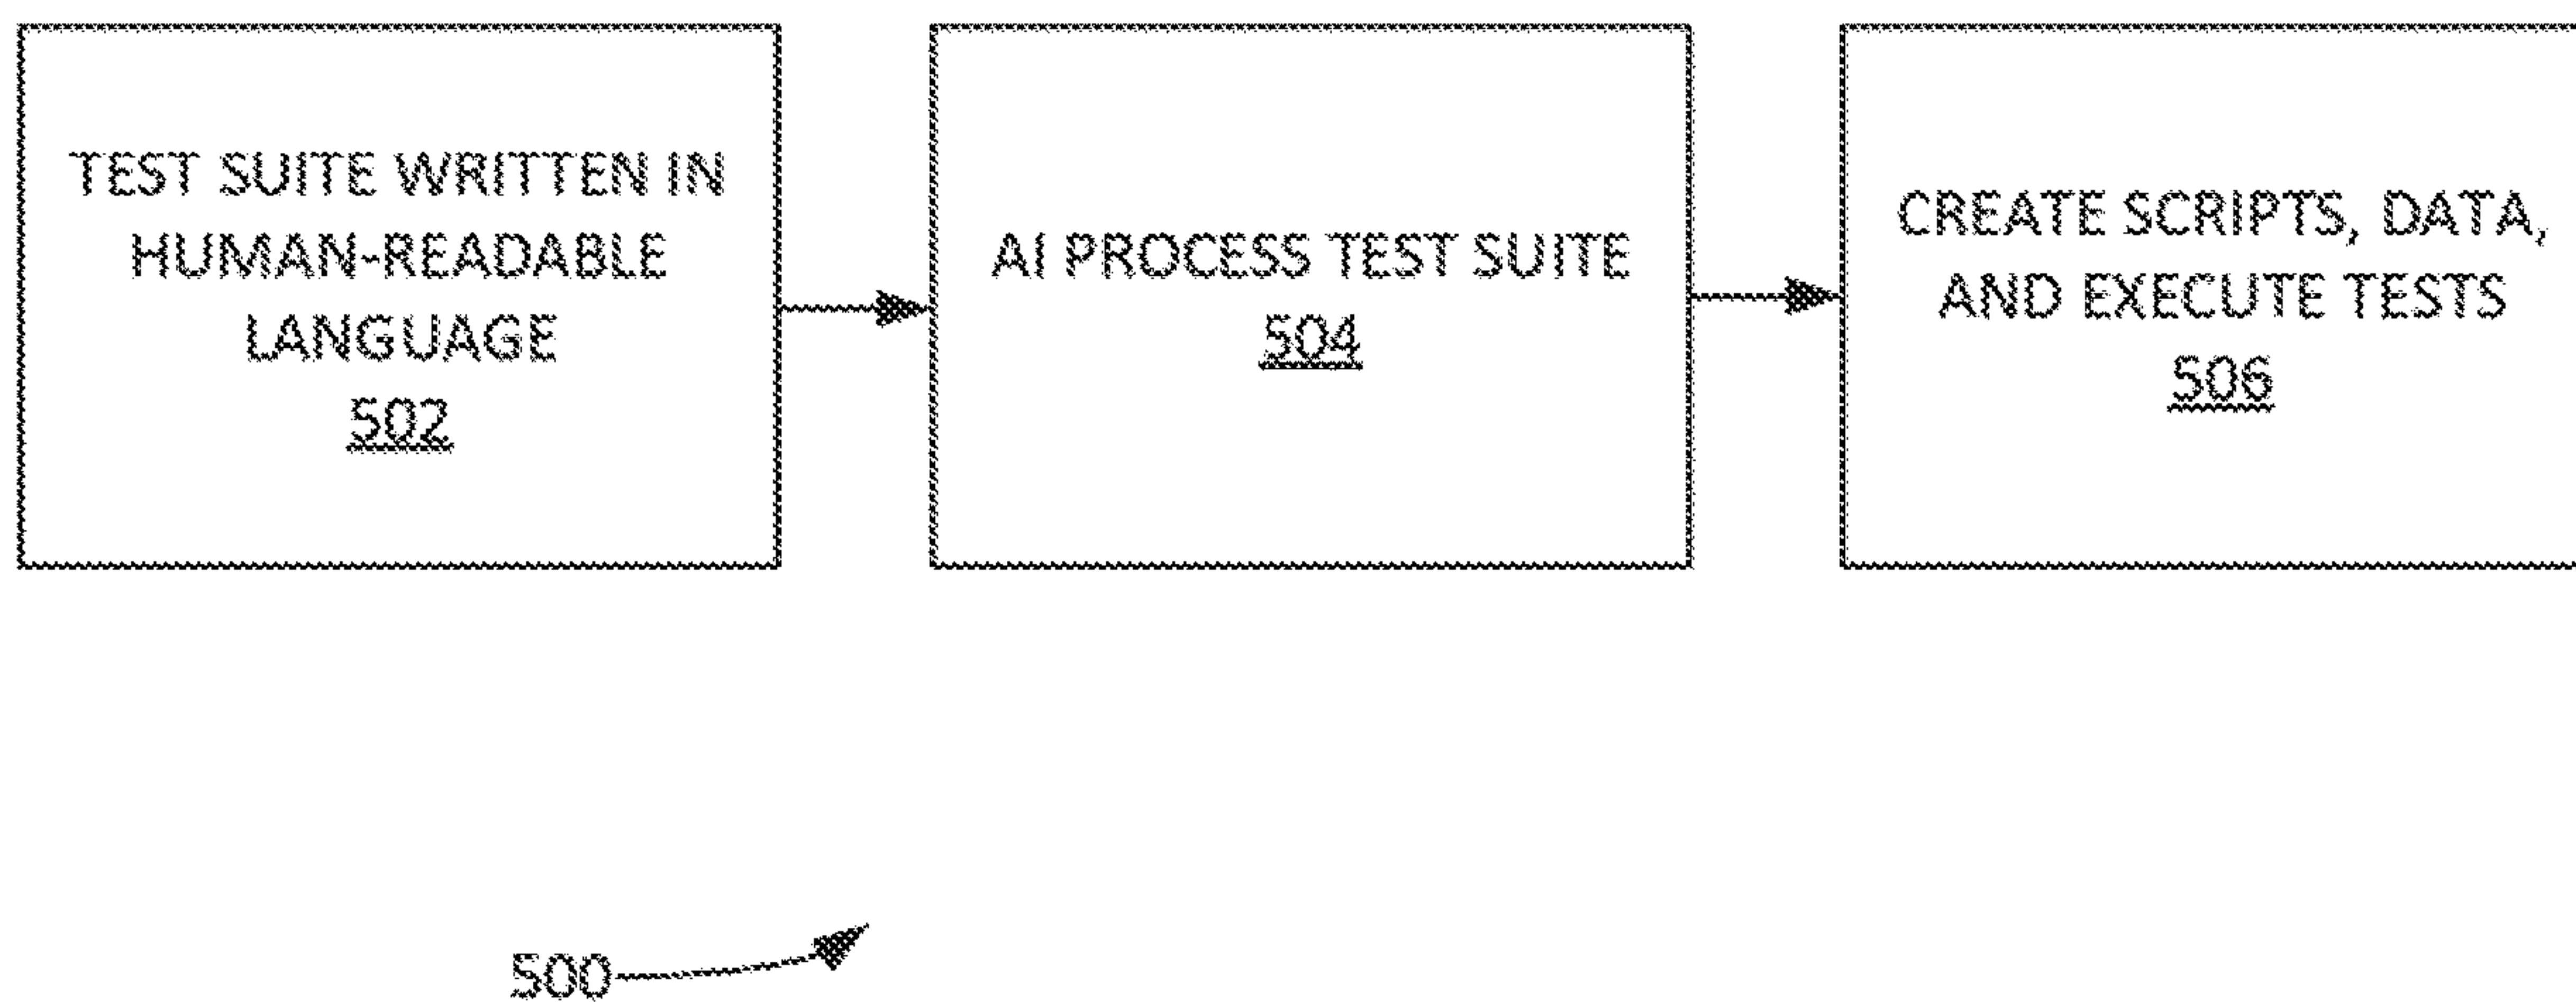 TEST SUITE WRITTEN IN
HUMAN-READABLE
LANGUAGE
502
AI PROCESS TEST SUITE
504
CREATE SCRIPTS, DATA,
AND EXECUTE TESTS
506
500